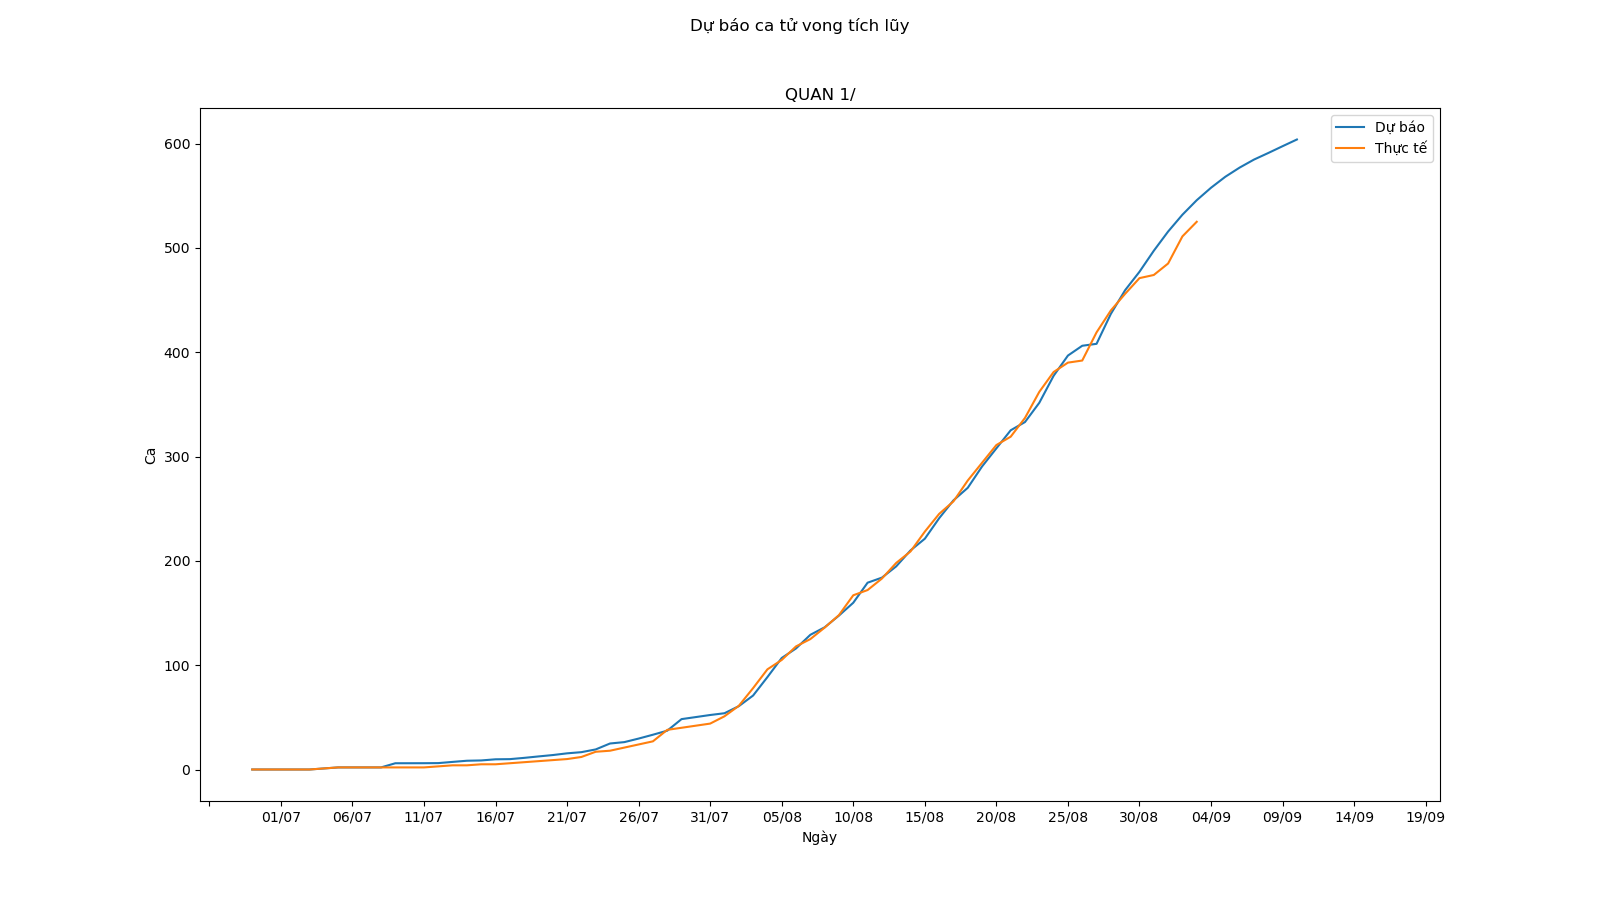 Dự báo ca tử vong tích lũy
QUAN 1/
Dự báo
Thực tế
600
500
400
300
200
100
0
Ca
01/07 06/07 11/07 16/07 21/07 26/07 31/07 05/08 10/08 15/08 20/08 25/08 30/08 04/09 09/09 14/09 19/09
Ngày